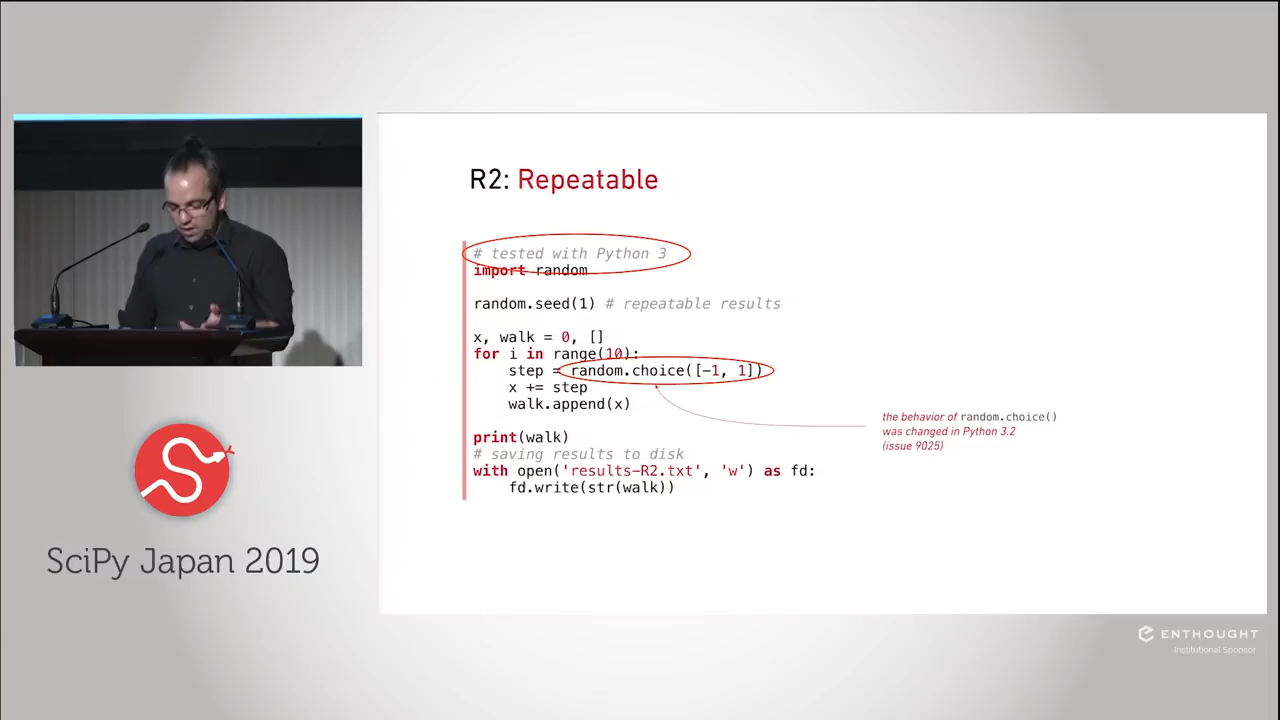 R2: Repeatable
# tested with Python 3
import random
random.seed(1) # repeatable results
x, walk = 0, []
for i in range(10):
    step = random.choice([-1, 1])
    x += step
    walk.append(x)
print(walk)
# saving results to disk
with open('results-R2.txt', 'w') as fd:
    fd.write(str(walk))
the behavior of random.choice()
was changed in Python 3.2
(issue 9025)
SciPy Japan 2019
ENTHOUGHT
Institutional Sponsor